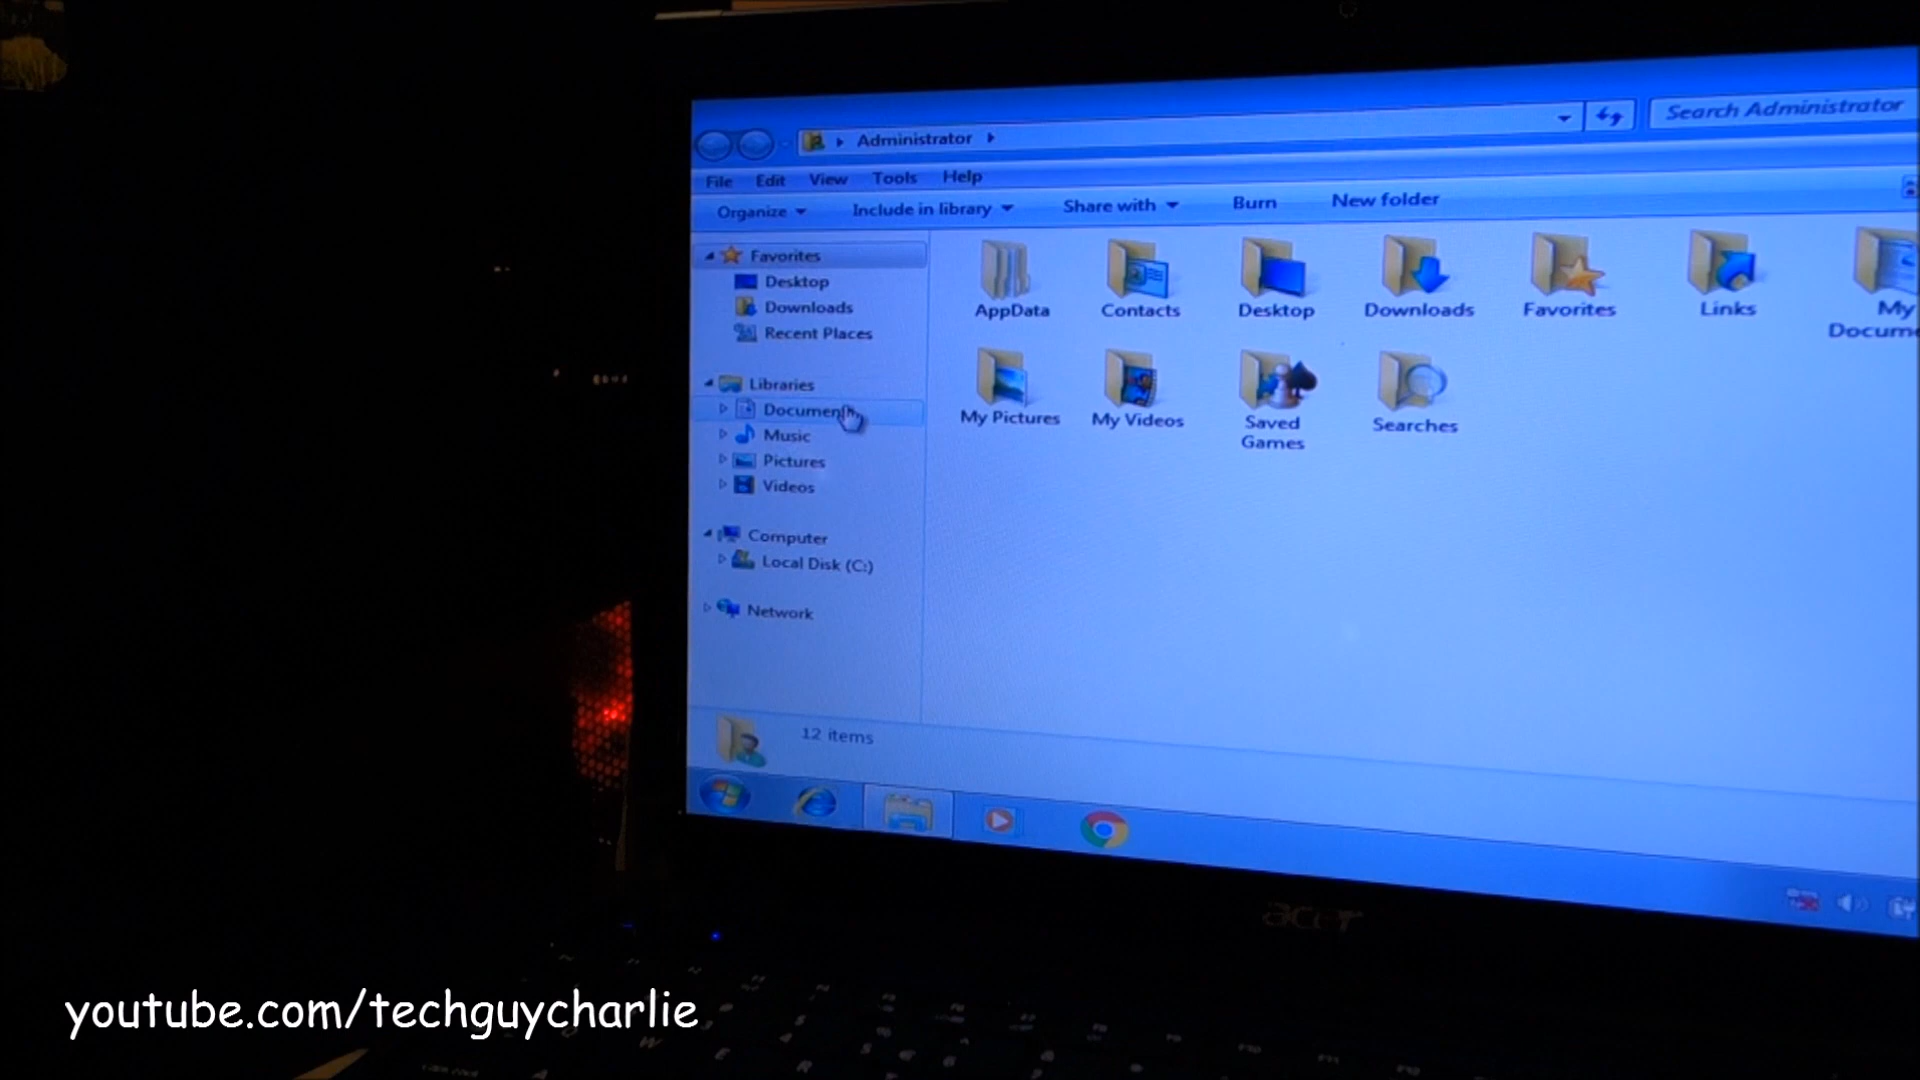 Administrator
Search Administrator
File Edit View Tools Help
Organize Include in library Share with Burn New folder
Favorites
Desktop
Downloads
Recent Places
Libraries
Documents
Music
Pictures
Videos
Computer
Local Disk (C:)
Network
AppData
Contacts
Desktop
Downloads
Favorites
Links
My
Docume
My Pictures
My Videos
Saved
Games
Searches
12 items
acer
youtube.com/techguycharlie